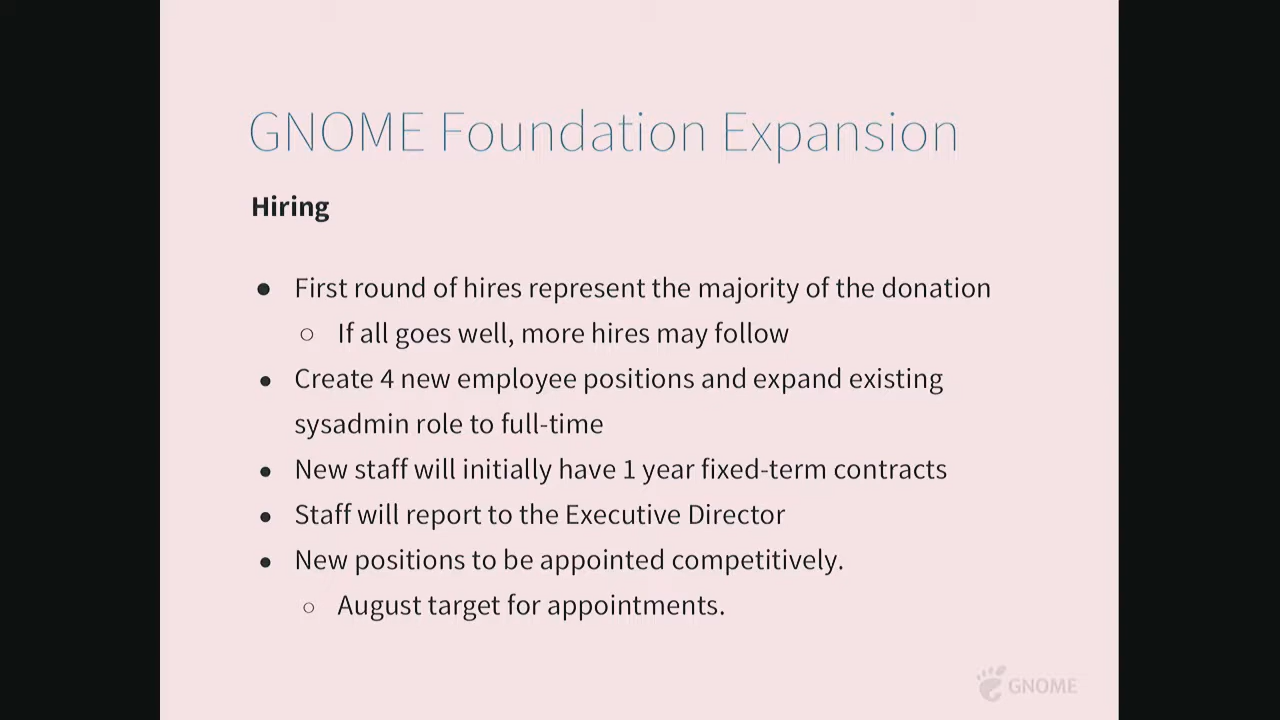 GNOME Foundation Expansion
Hiring
● First round of hires represent the majority of the donation
○ If all goes well, more hires may follow
● Create 4 new employee positions and expand existing
sysadmin role to full-time
● New staff will initially have 1 year fixed-term contracts
● Staff will report to the Executive Director
● New positions to be appointed competitively.
○ August target for appointments.
GNOME